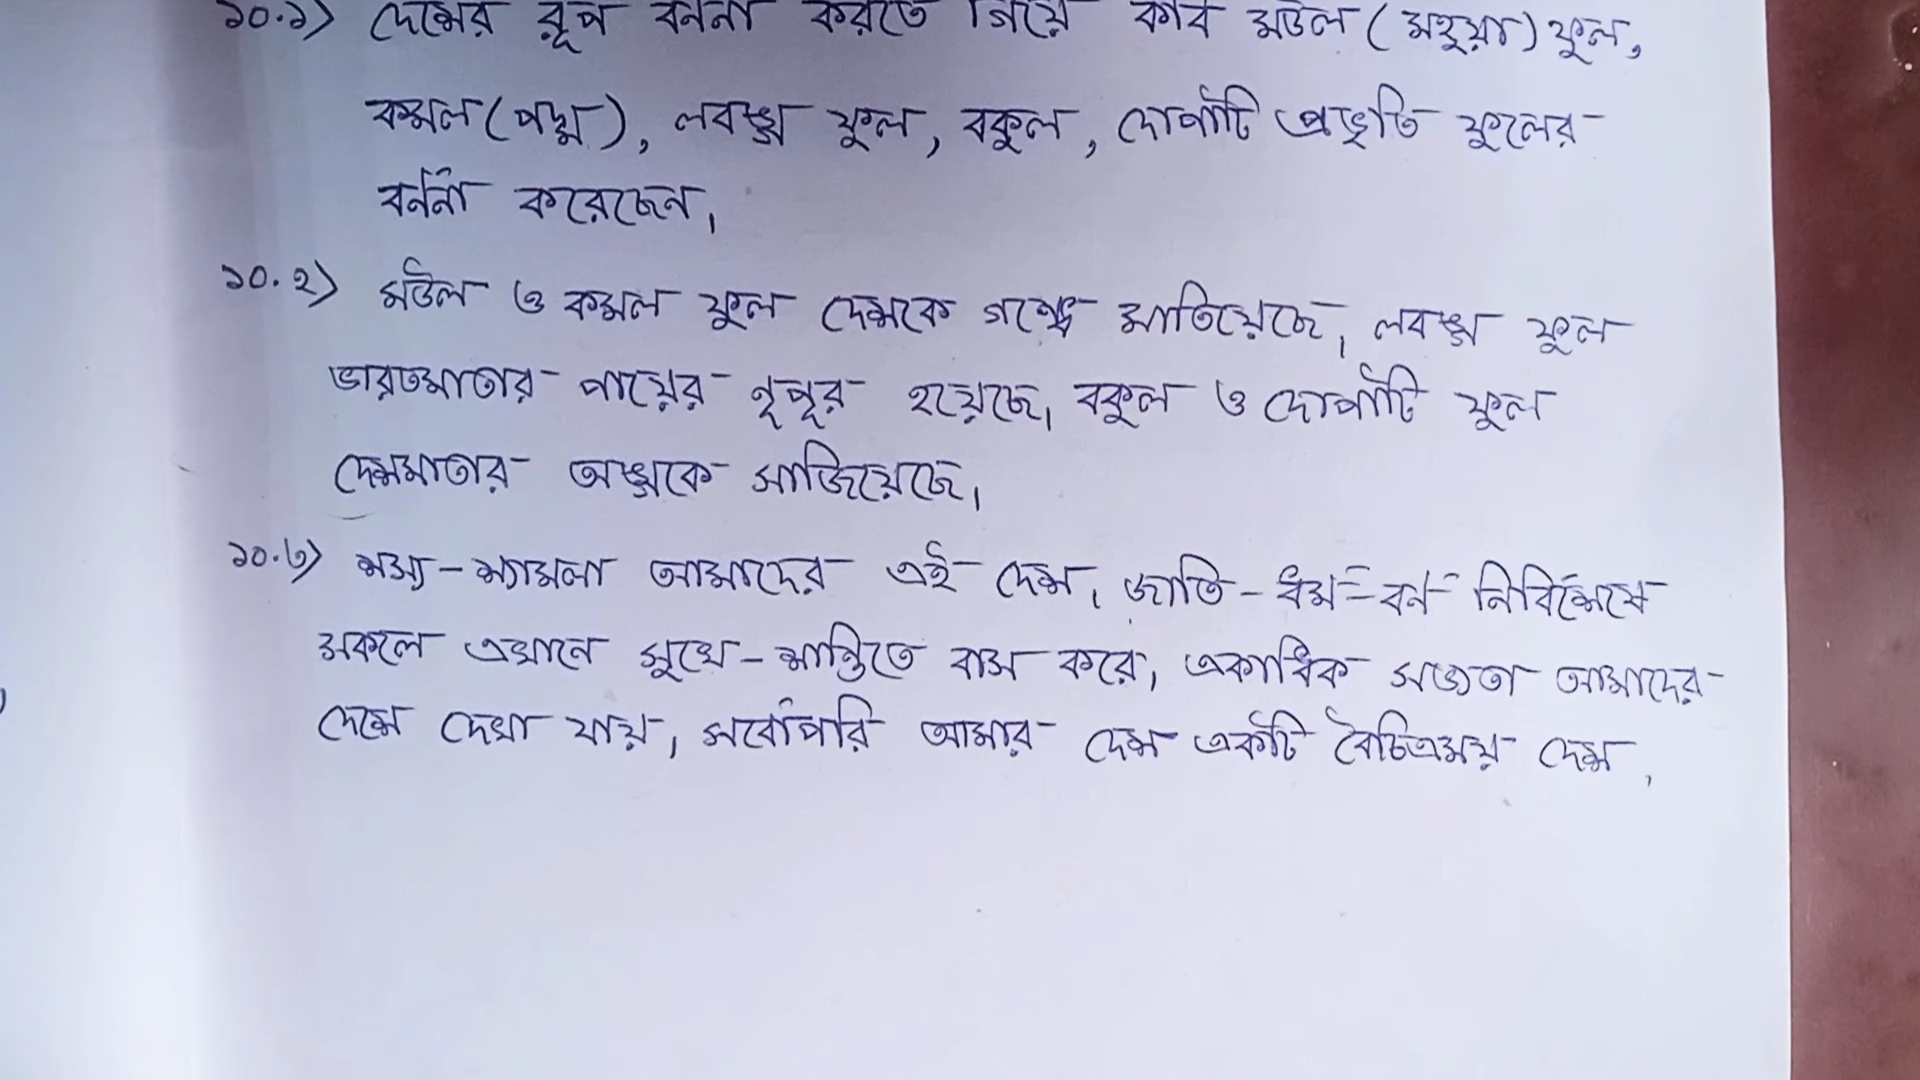 ১০.১) দেশের রূপ বর্ননা করতে গিয়ে কবি মউল (মহুয়া) ফুল,
কমল (পদ্ম), লবঙ্গ ফুল, বকুল, দোপাটি প্রভৃতি ফুলের
বর্ননা করেছেন।
১০.২) মউল ও কমল ফুল দেশকে গন্ধে মাতিয়েছে। লবঙ্গ ফুল
ভারতমাতার পায়ের নূপূর হয়েছে। বকুল ও দোপাটি ফুল
দেশমাতার অঙ্গকে সাজিয়েছে।
১০.৩) শস্য-শ্যামলা আমাদের এই দেশ। জাতি-ধর্ম-বর্ন নির্বিশেষে
সকলে এখানে সুখে-শান্তিতে বাস করে। একাধিক সভ্যতা আমাদের
দেশে দেখা যায়। সর্বোপরি আমার দেশ একটি বৈচিত্রময় দেশ।